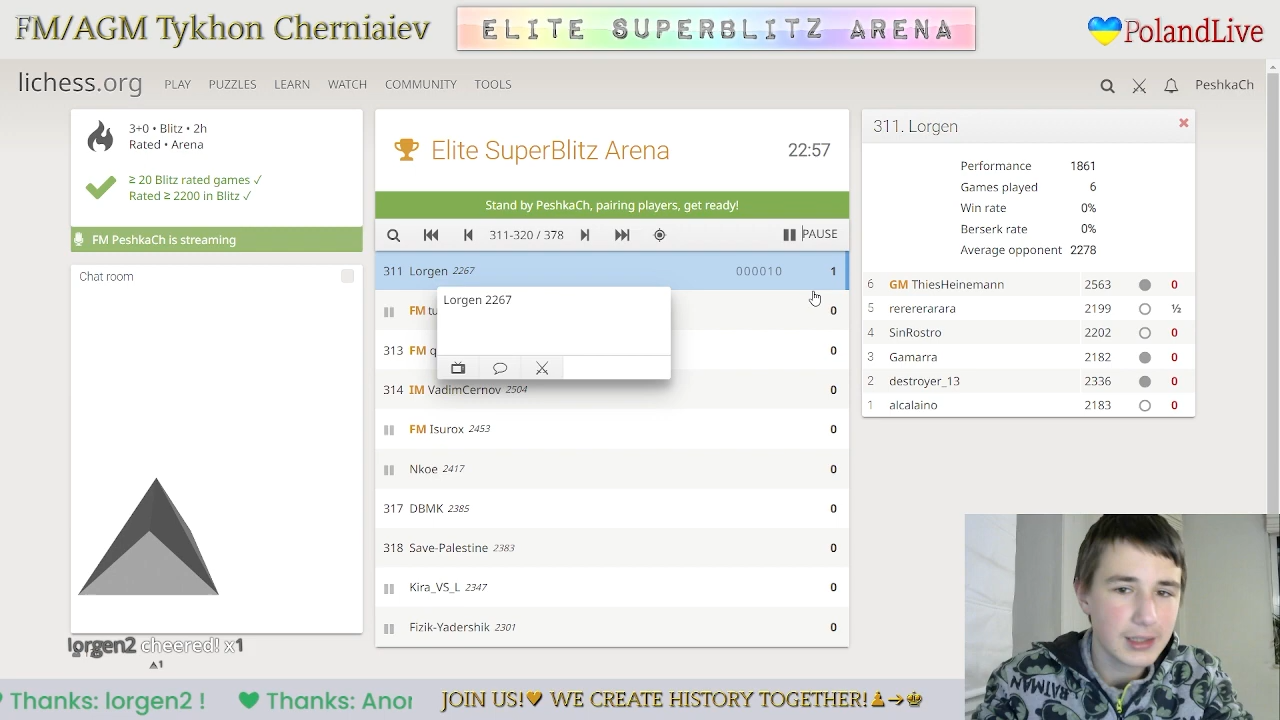 FM/AGM Tykhon Cherniaiev
ELITE SUPERBLITZ ARENA
PolandLive
lichess.org
PLAY
PUZZLES
LEARN
WATCH
COMMUNITY
TOOLS
PeshkaCh
3+0 • Blitz • 2h
Rated • Arena
≥ 20 Blitz rated games ✓
Rated ≥ 2200 in Blitz ✓
FM PeshkaCh is streaming
Chat room
Elite SuperBlitz Arena
22:57
Stand by PeshkaCh, pairing players, get ready!
311-320 / 378
PAUSE
311 Lorgen 2267 000010 1
Lorgen 2267
FM tu 0
313 FM q 0
314 IM VadimCernov 2504 0
FM Isurox 2453 0
Nkoe 2417 0
317 DBMK 2385 0
318 Save-Palestine 2383 0
Kira_VS_L 2347 0
Fizik-Yadershik 2301 0
311. Lorgen
Performance 1861
Games played 6
Win rate 0%
Berserk rate 0%
Average opponent 2278
6 GM ThiesHeinemann 2563 0
5 rerererarara 2199 ½
4 SinRostro 2202 0
3 Gamarra 2182 0
2 destroyer_13 2336 0
1 alcalaino 2183 0
lorgen2 cheered! x1
1
Thanks: lorgen2 !
Thanks: Anor
JOIN US!♥ WE CREATE HISTORY TOGETHER!♟→♚
BATMAN